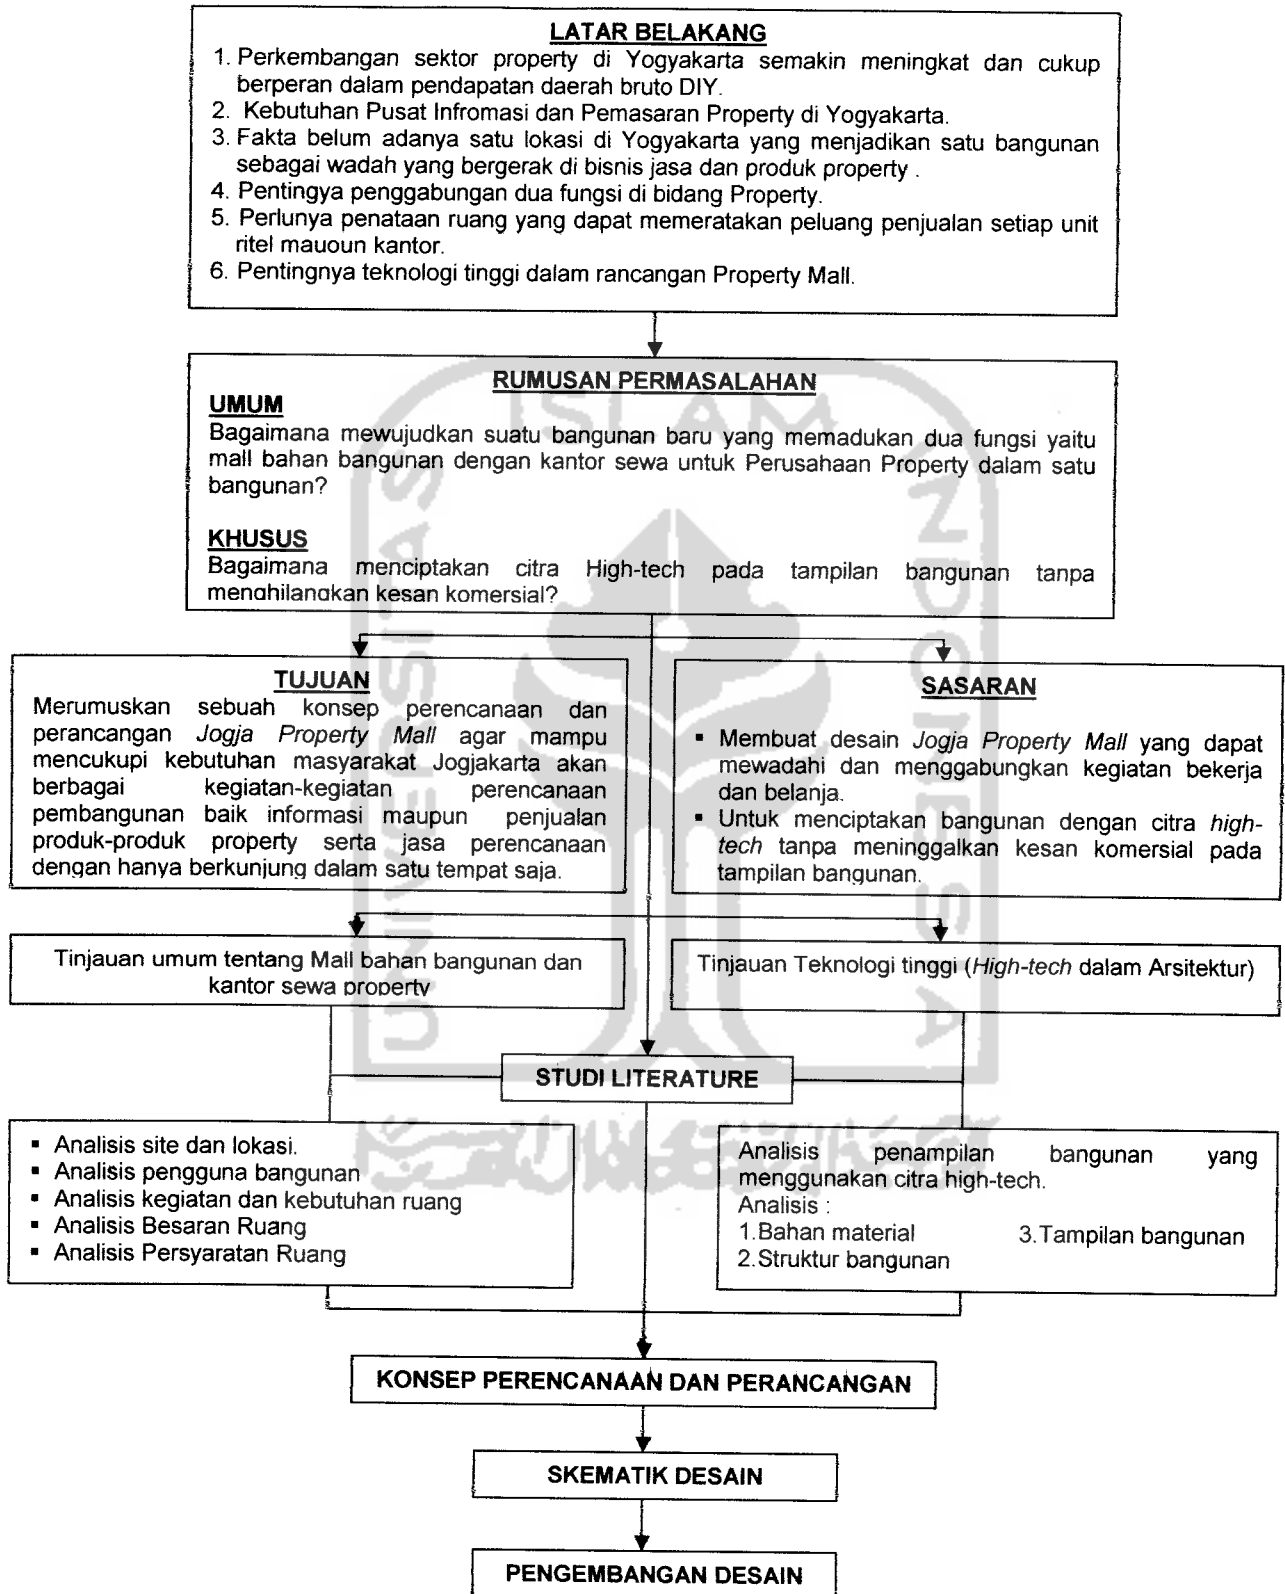 LATAR BELAKANG
1. Perkembangan sektor property di Yogyakarta semakin meningkat dan cukup
berperan dalam pendapatan daerah bruto DIY.
2. Kebutuhan Pusat Infromasi dan Pemasaran Property di Yogyakarta.
3. Fakta belum adanya satu lokasi di Yogyakarta yang menjadikan satu bangunan
sebagai wadah yang bergerak di bisnis jasa dan produk property .
4. Pentingya penggabungan dua fungsi di bidang Property.
5. Perlunya penataan ruang yang dapat memeratakan peluang penjualan setiap unit
ritel mauoun kantor.
6. Pentingnya teknologi tinggi dalam rancangan Property Mall.
RUMUSAN PERMASALAHAN
UMUM
Bagaimana mewujudkan suatu bangunan baru yang memadukan dua fungsi yaitu
mall bahan bangunan dengan kantor sewa untuk Perusahaan Property dalam satu
bangunan?
KHUSUS
Bagaimana menciptakan citra High-tech pada tampilan bangunan tanpa
menghilangkan kesan komersial?
TUJUAN
Merumuskan sebuah konsep perencanaan dan
perancangan Jogja Property Mall agar mampu
mencukupi kebutuhan masyarakat Jogjakarta akan
berbagai kegiatan-kegiatan perencanaan
pembangunan baik informasi maupun penjualan
produk-produk property serta jasa perencanaan
dengan hanya berkunjung dalam satu tempat saja.
SASARAN
▪ Membuat desain Jogja Property Mall yang dapat
mewadahi dan menggabungkan kegiatan bekerja
dan belanja.
▪ Untuk menciptakan bangunan dengan citra high-
tech tanpa meninggalkan kesan komersial pada
tampilan bangunan.
Tinjauan umum tentang Mall bahan bangunan dan
kantor sewa property
Tinjauan Teknologi tinggi (High-tech dalam Arsitektur)
STUDI LITERATURE
▪ Analisis site dan lokasi.
▪ Analisis pengguna bangunan
▪ Analisis kegiatan dan kebutuhan ruang
▪ Analisis Besaran Ruang
▪ Analisis Persyaratan Ruang
Analisis penampilan bangunan yang
menggunakan citra high-tech.
Analisis :
1.Bahan material 3.Tampilan bangunan
2.Struktur bangunan
KONSEP PERENCANAAN DAN PERANCANGAN
SKEMATIK DESAIN
PENGEMBANGAN DESAIN
UNIVERSITAS
ISLAM
INDONESIA